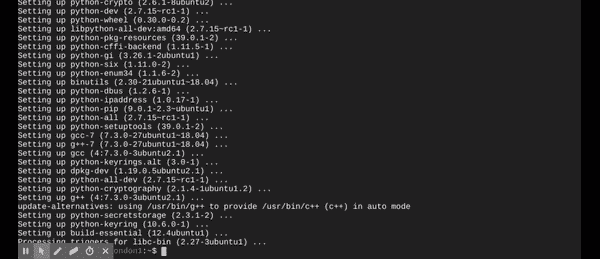 Setting up python-crypto (2.6.1-8ubuntu2) ...
Setting up python-dev (2.7.15~rc1-1) ...
Setting up python-wheel (0.30.0-0.2) ...
Setting up libpython-all-dev:amd64 (2.7.15~rc1-1) ...
Setting up python-pkg-resources (39.0.1-2) ...
Setting up python-cffi-backend (1.11.5-1) ...
Setting up python-gi (3.26.1-2ubuntu1) ...
Setting up python-six (1.11.0-2) ...
Setting up python-enum34 (1.1.6-2) ...
Setting up binutils (2.30-21ubuntu1~18.04) ...
Setting up python-dbus (1.2.6-1) ...
Setting up python-ipaddress (1.0.17-1) ...
Setting up python-pip (9.0.1-2.3~ubuntu1) ...
Setting up python-all (2.7.15~rc1-1) ...
Setting up python-setuptools (39.0.1-2) ...
Setting up gcc-7 (7.3.0-27ubuntu1~18.04) ...
Setting up g++-7 (7.3.0-27ubuntu1~18.04) ...
Setting up gcc (4:7.3.0-3ubuntu2.1) ...
Setting up python-keyrings.alt (3.0-1) ...
Setting up dpkg-dev (1.19.0.5ubuntu2.1) ...
Setting up python-all-dev (2.7.15~rc1-1) ...
Setting up python-cryptography (2.1.4-1ubuntu1.2) ...
Setting up g++ (4:7.3.0-3ubuntu2.1) ...
update-alternatives: using /usr/bin/g++ to provide /usr/bin/c++ (c++) in auto mode
Setting up python-secretstorage (2.3.1-2) ...
Setting up python-keyring (10.6.0-1) ...
Setting up build-essential (12.4ubuntu1) ...
Processing triggers for libc-bin (2.27-3ubuntu1) ...
ondon1:~$